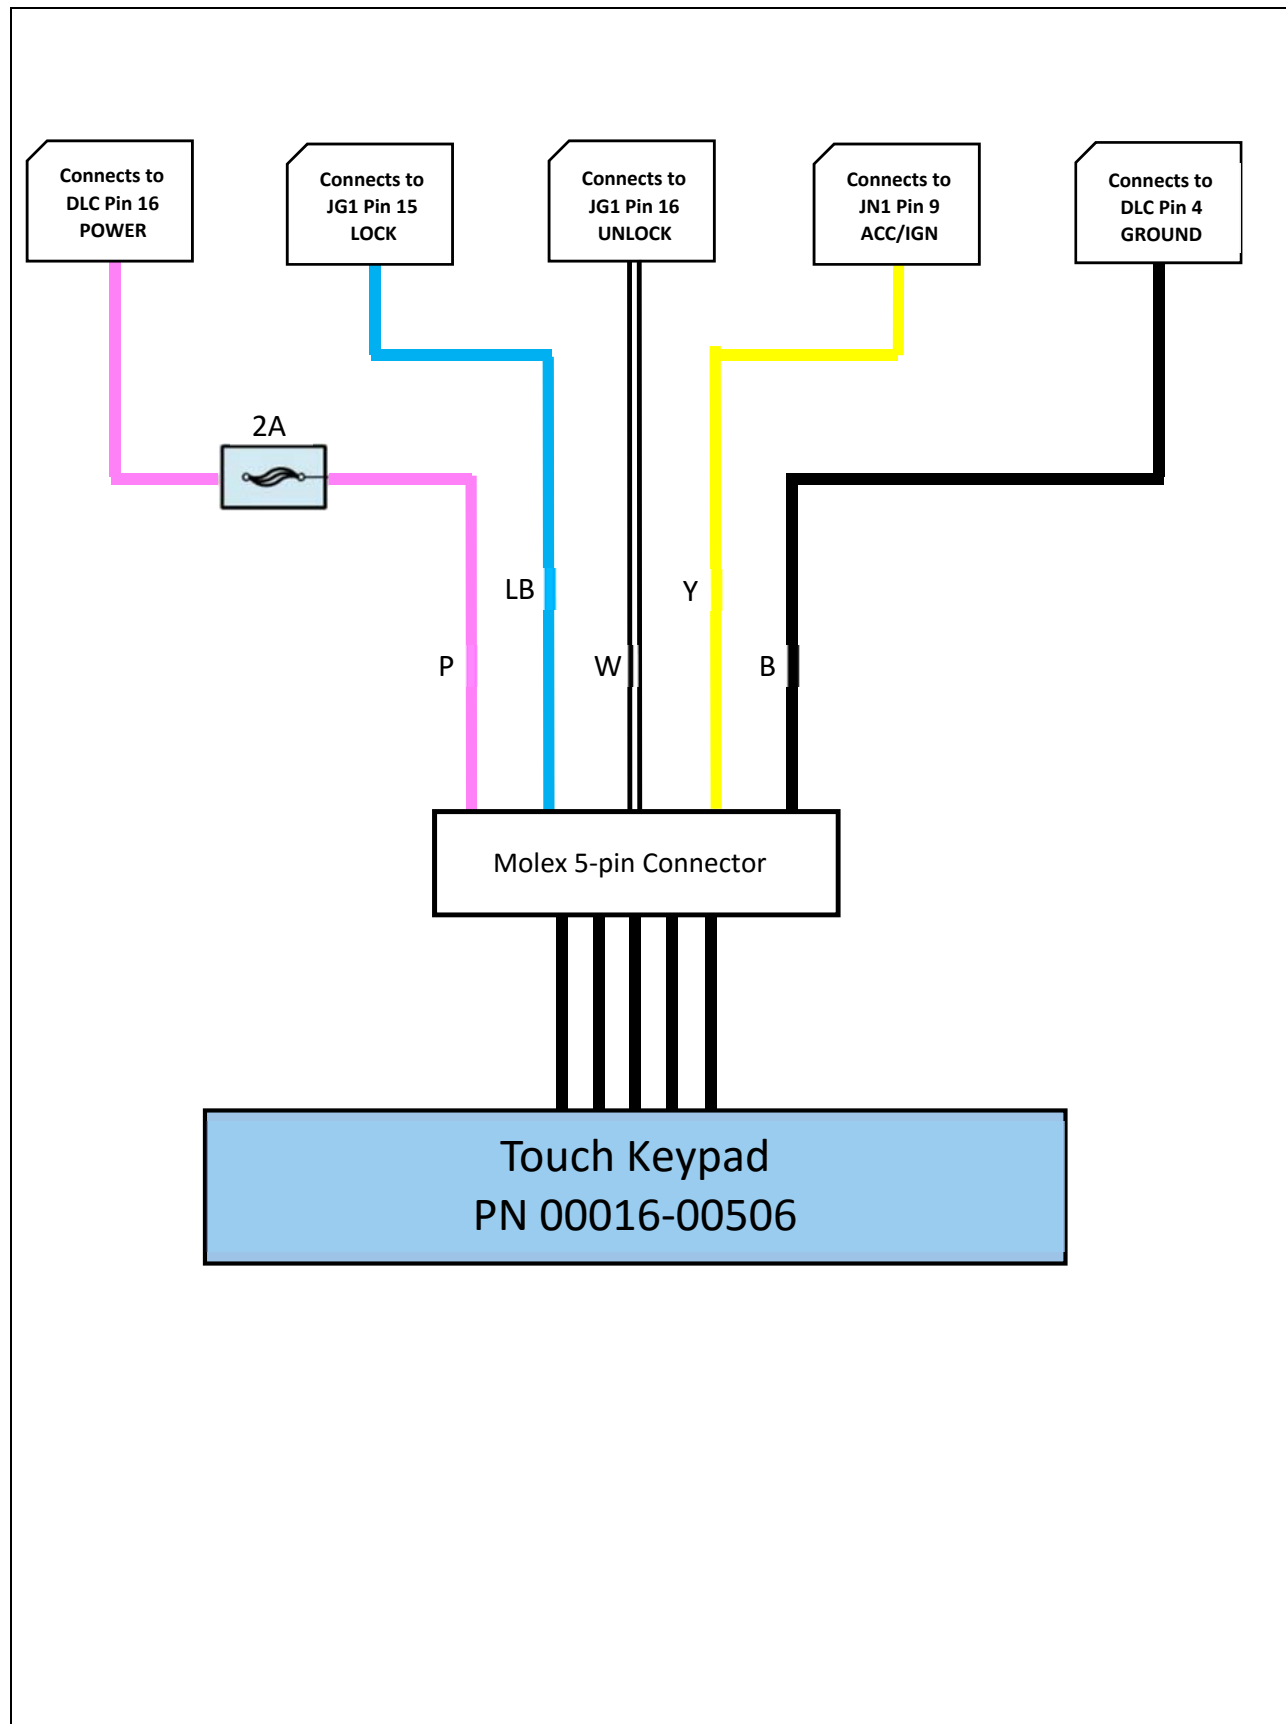 Connects to
DLC Pin 16
POWER
Connects to
JG1 Pin 15
LOCK
Connects to
JG1 Pin 16
UNLOCK
Connects to
JN1 Pin 9
ACC/IGN
Connects to
DLC Pin 4
GROUND
2A
LB
Y
P
W
B
Molex 5-pin Connector
Touch Keypad
PN 00016-00506